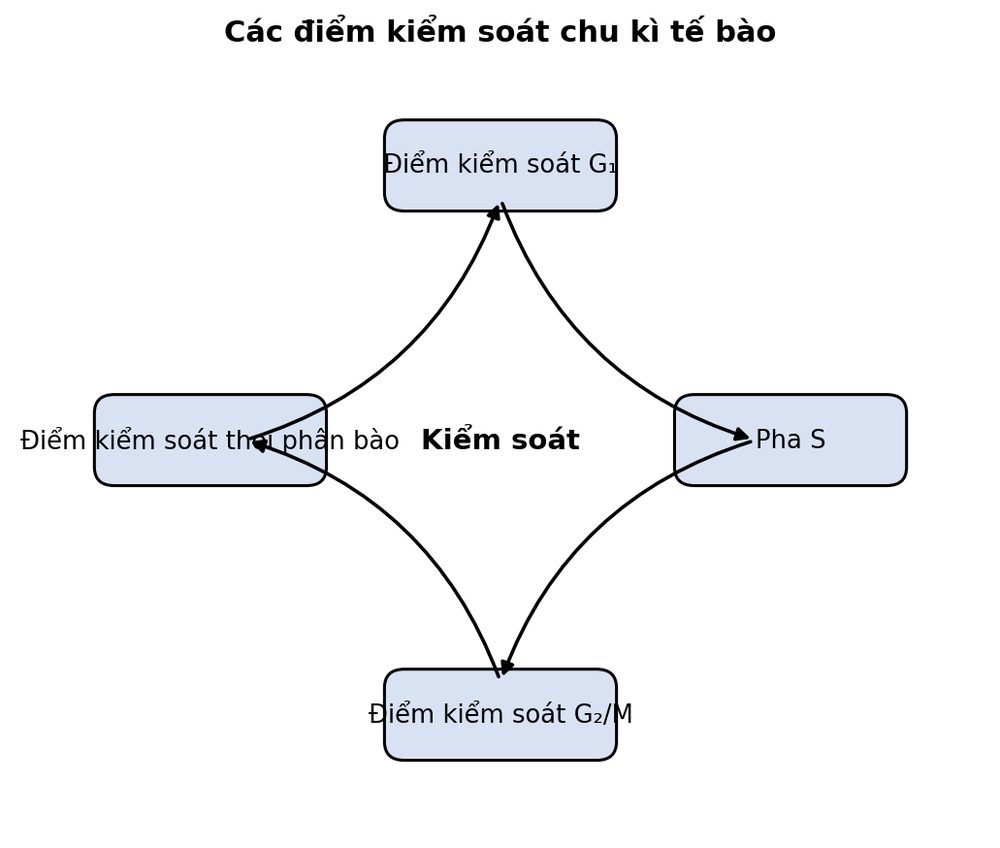 Các điểm kiểm soát chu kì tế bào
Điểm kiểm soát G₁
Điểm kiểm soát thoi phân bào
Kiểm soát
Pha S
Điểm kiểm soát G₂/M